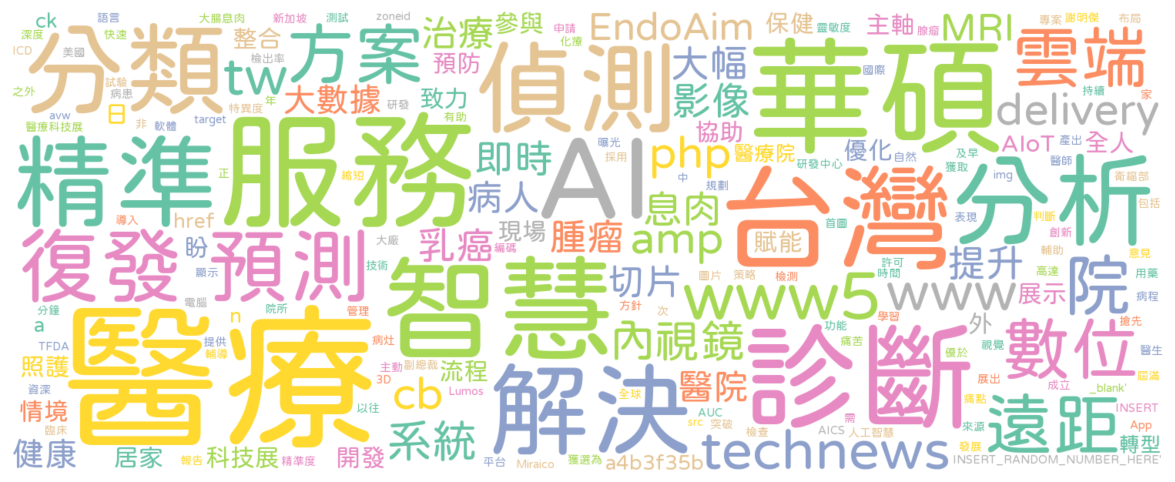 ck
語言
大腸息肉
新加坡
測試
zoneid
參與
EndoAim
保健
靈敏度
主軸
申請
腺瘤
MRI
專案
謝明傑
布局
深度
快速
ICD
美國
分類
整合
檢出率
方案
治療
預防
化療
偵測
大幅
影像
華碩
國際
雲端
持續
家
之外
試驗
病患
tw
大數據
年
研發
致力
有助
avw
日
特異度
非
軟體
target
醫療科技展
協助
delivery
AIoT
產出
全人
精準
服務
即時
AI
曝光
採用
php
醫療院
優化
自然
醫師
研發中心
及早
獲取
衛福部
正
縮短
病人
中
規劃
台灣
img
分析
包括
導入
href
息肉
首圖
表現
判斷
創新
復發
預測
大廠
乳癌
編碼
現場
腫瘤
amp
賦能
輔助
意見
盼
顯示
技術
切片
圖片
策略
檢測
許可
時間
提升
高達
用藥
電腦
智慧
www5
www
院
病程
分鐘
院所
管理
方針
次
展示
a
n
醫療
提供
輔導
TFDA
病灶
內視鏡
功能
學習
外
搶先
診斷
痛苦
視覺
數位
醫生
照護
主動
副總裁
流程
解決
醫院
優於
展出
屆滿
資深
3D
Lumos
cb
全球
痛點
成立
_blank'
情境
以往
AUC
src
突破
需
遠距
INSERT
App
臨床
系統
AICS
人工智慧
來源
健康
居家
報告
科技展
精準度
開發
平台
Miraico
獲選為
a4b3f35b
technews
檢查
發展
轉型
INSERT_RANDOM_NUMBER_HERE'